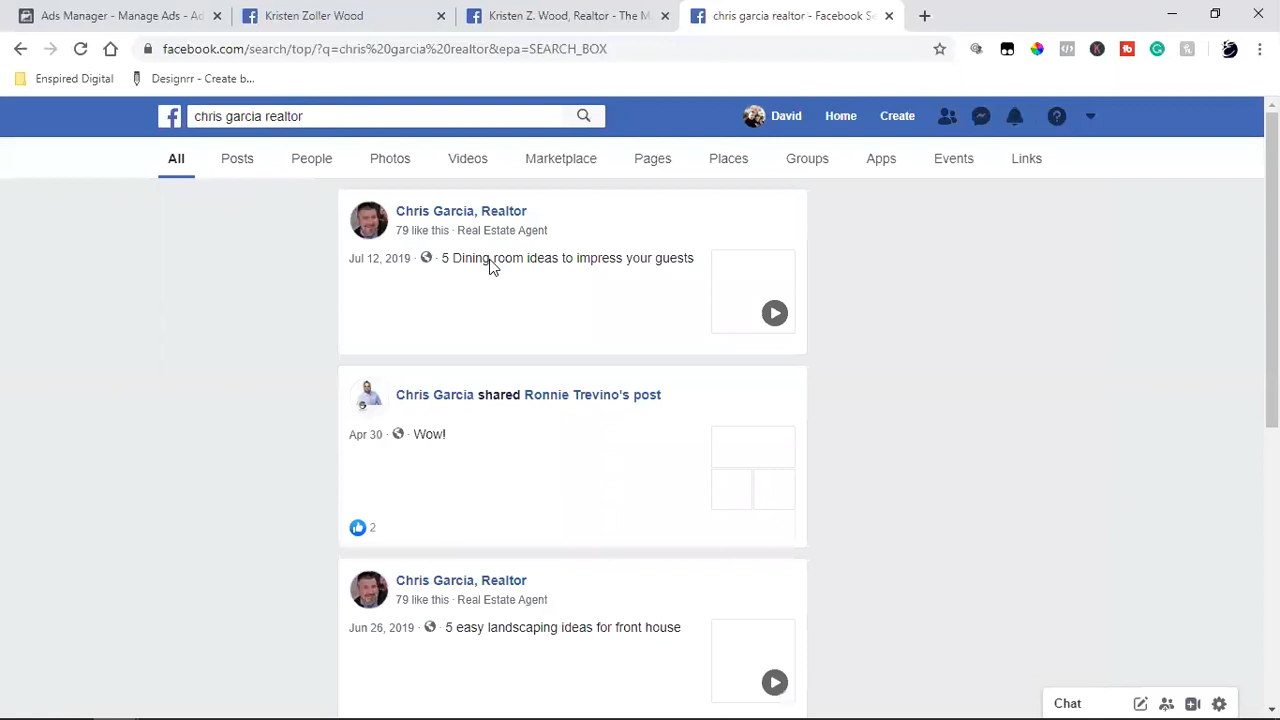 Ads Manager - Manage Ads - Ad
Kristen Zoller Wood
Kristen Z. Wood, Realtor - The M
chris garcia realtor - Facebook Se
facebook.com/search/top/?q=chris%20garcia%20realtor&epa=SEARCH_BOX
Enspired Digital
Designrr - Create b...
chris garcia realtor
David
Home
Create
All
Posts
People
Photos
Videos
Marketplace
Pages
Places
Groups
Apps
Events
Links
Chris Garcia, Realtor
79 like this · Real Estate Agent
Jul 12, 2019 · 5 Dining room ideas to impress your guests
Chris Garcia shared Ronnie Trevino's post
Apr 30 · Wow!
2
Chris Garcia, Realtor
79 like this · Real Estate Agent
Jun 26, 2019 · 5 easy landscaping ideas for front house
Chat